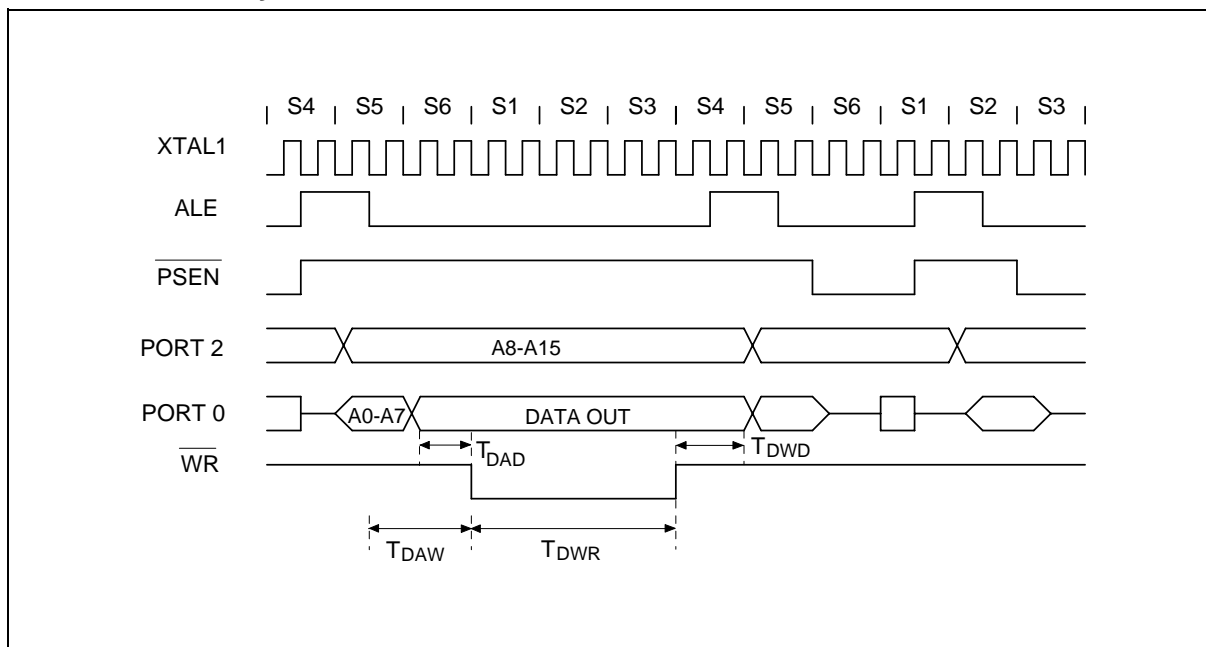 S4 S5 S6 S1 S2 S3 S4 S5 S6 S1 S2 S3
XTAL1
ALE
PSEN
PORT 2 A8-A15
PORT 0 A0-A7 DATA OUT
TDAD TDWD
WR
TDAW TDWR